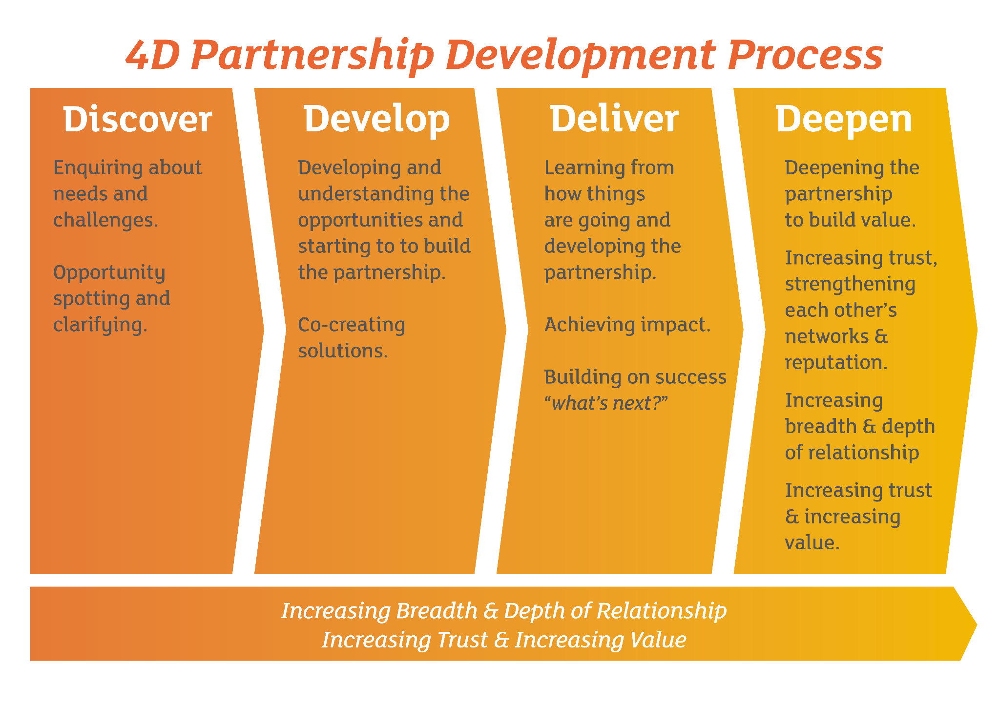 4D Partnership Development Process
Discover
Enquiring about
needs and
challenges.
Opportunity
spotting and
clarifying.
Develop
Developing and
understanding the
opportunities and
starting to to build
the partnership.
Co-creating
solutions.
Deliver
Learning from
how things
are going and
developing the
partnership.
Achieving impact.
Building on success
“what’s next?”
Deepen
Deepening the
partnership
to build value.
Increasing trust,
strengthening
each other’s
networks &
reputation.
Increasing
breadth & depth
of relationship
Increasing trust
& increasing
value.
Increasing Breadth & Depth of Relationship
Increasing Trust & Increasing Value